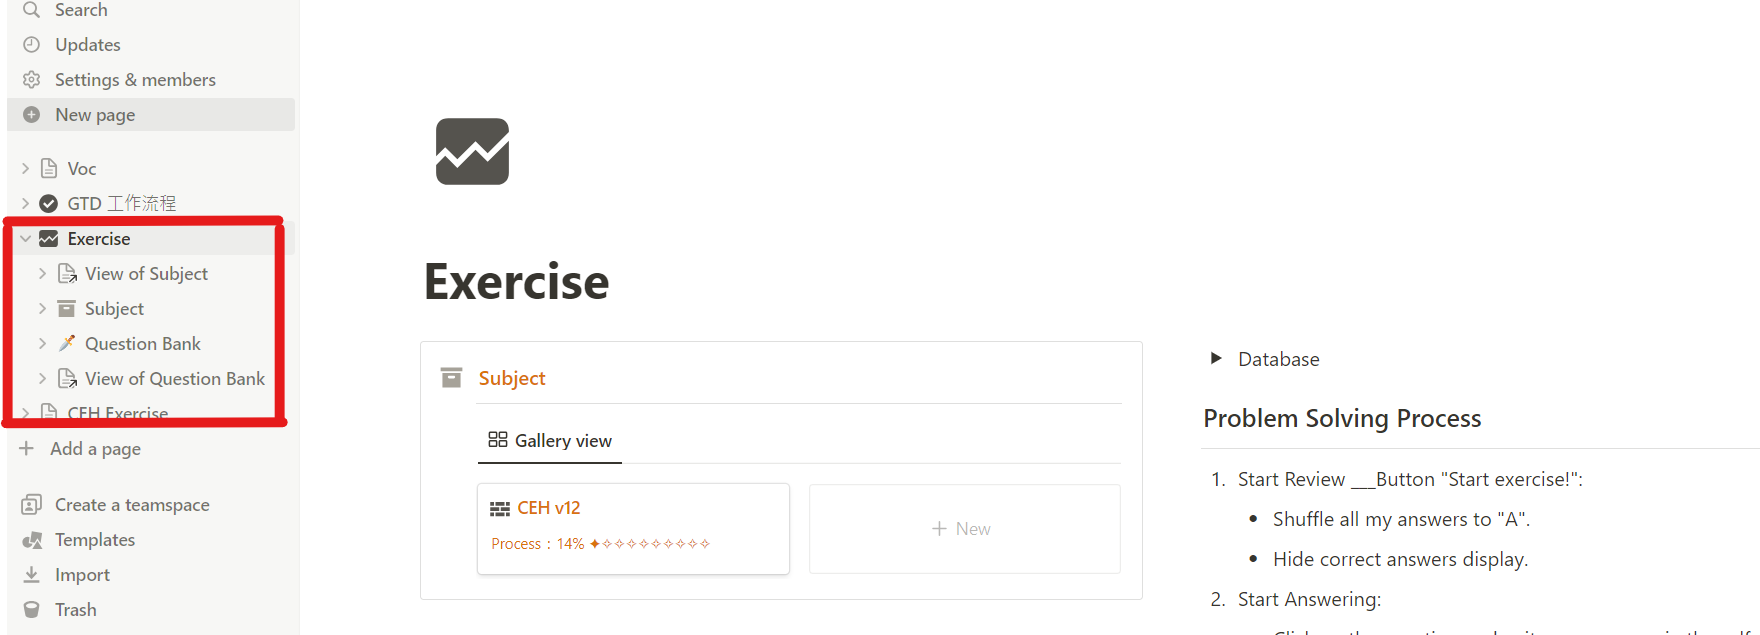 Search
Updates
Settings & members
New page
Voc
GTD 工作流程
Exercise
View of Subject
Subject
Question Bank
View of Question Bank
CEH Exercise
Add a page
Create a teamspace
Templates
Import
Trash
Exercise
Subject
Gallery view
CEH v12
Process : 14% ✦✧✧✧✧✧✧✧✧✧
+ New
Database
Problem Solving Process
1. Start Review ___Button "Start exercise!":
• Shuffle all my answers to "A".
• Hide correct answers display.
2. Start Answering: